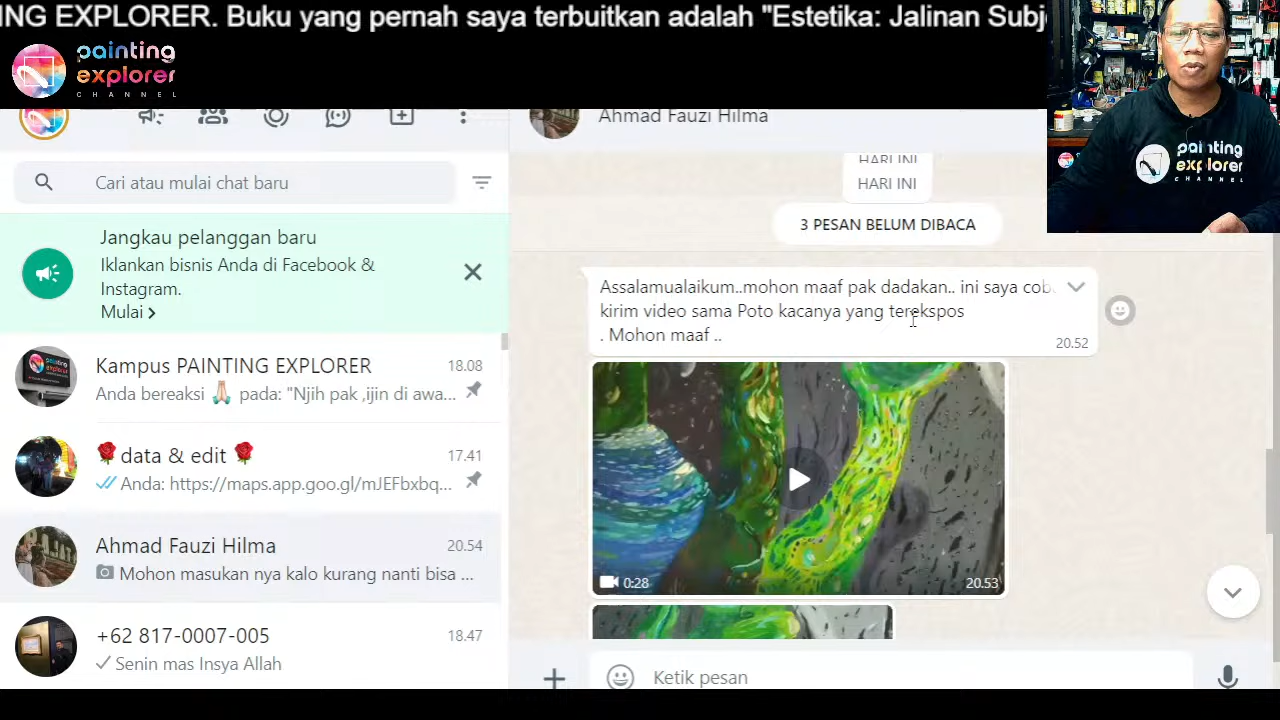 NG EXPLORER. Buku yang pernah saya terbuitkan adalah "Estetika: Jalinan Subj
painting
explorer
CHANNEL
Cari atau mulai chat baru
Jangkau pelanggan baru
Iklankan bisnis Anda di Facebook &
Instagram.
Mulai >
Kampus PAINTING EXPLORER 18.08
Anda bereaksi 🙏🏻 pada: "Njih pak ,ijin di awa...
🌹data & edit 🌹 17.41
Anda: https://maps.app.goo.gl/mJEFbxbq...
Ahmad Fauzi Hilma 20.54
Mohon masukan nya kalo kurang nanti bisa ...
+62 817-0007-005 18.47
Senin mas Insya Allah
Ahmad Fauzi Hilma
HARI INI
HARI INI
3 PESAN BELUM DIBACA
Assalamualaikum..mohon maaf pak dadakan.. ini saya cob
kirim video sama Poto kacanya yang terekspos
. Mohon maaf ..
20.52
0:28 20.53
Ketik pesan
painting
explorer
CHANNEL